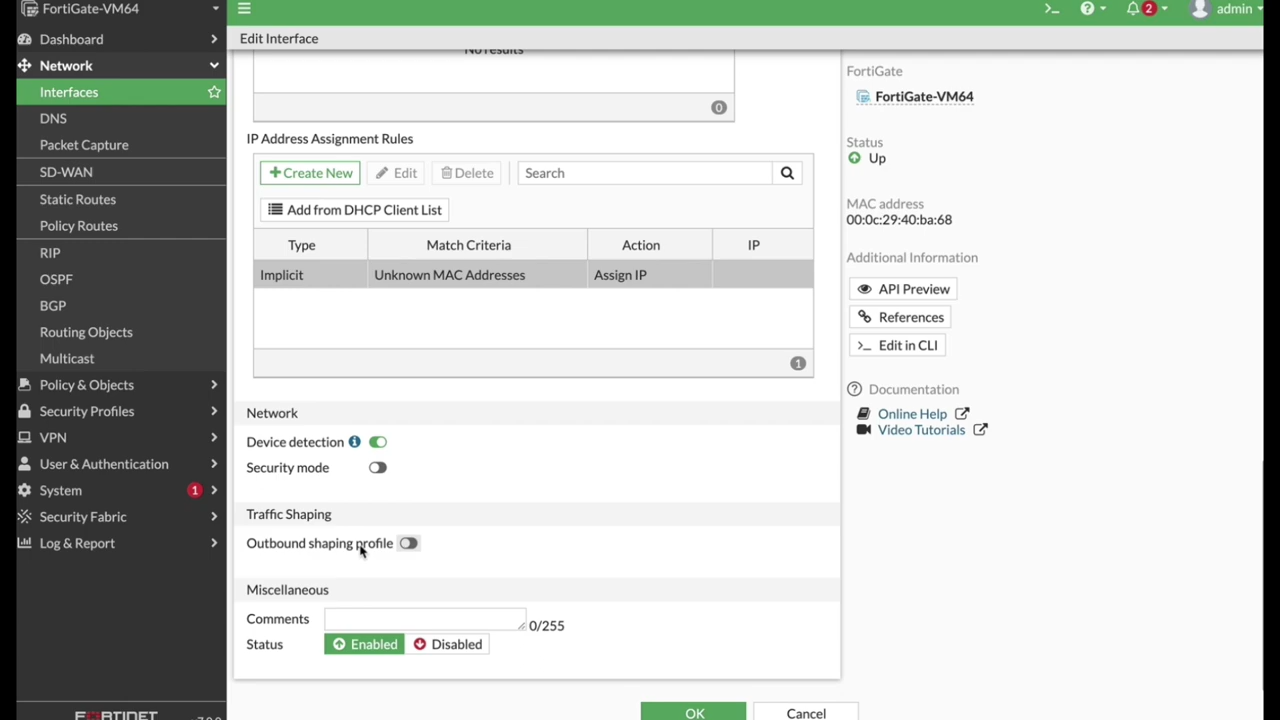 FortiGate-VM64
2
admin
Dashboard
Edit Interface
Network
No results
FortiGate
Interfaces
FortiGate-VM64
0
DNS
IP Address Assignment Rules
Packet Capture
Status
Up
SD-WAN
Create New
Edit
Delete
Search
Static Routes
MAC address
Add from DHCP Client List
00:0c:29:40:ba:68
Policy Routes
Type
Match Criteria
Action
IP
RIP
Additional Information
OSPF
Implicit
Unknown MAC Addresses
Assign IP
API Preview
BGP
References
Routing Objects
Edit in CLI
Multicast
1
Policy & Objects
Documentation
Security Profiles
Network
Online Help
VPN
Device detection
Video Tutorials
User & Authentication
Security mode
System
1
Security Fabric
Traffic Shaping
Log & Report
Outbound shaping profile
Miscellaneous
Comments
0/255
Status
Enabled
Disabled
FORTINET
OK
Cancel